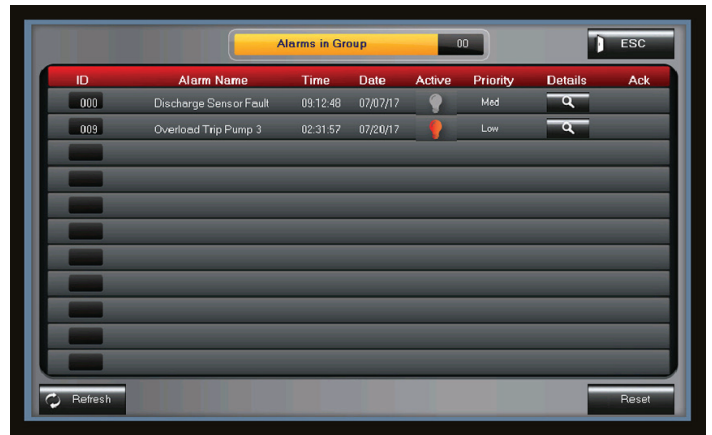 Alarms in Group 00 ESC
ID Alarm Name Time Date Active Priority Details Ack
000 Discharge Sensor Fault 09:12:48 07/07/17 Med
009 Overload Trip Pump 3 02:31:57 07/20/17 Low
Refresh Reset